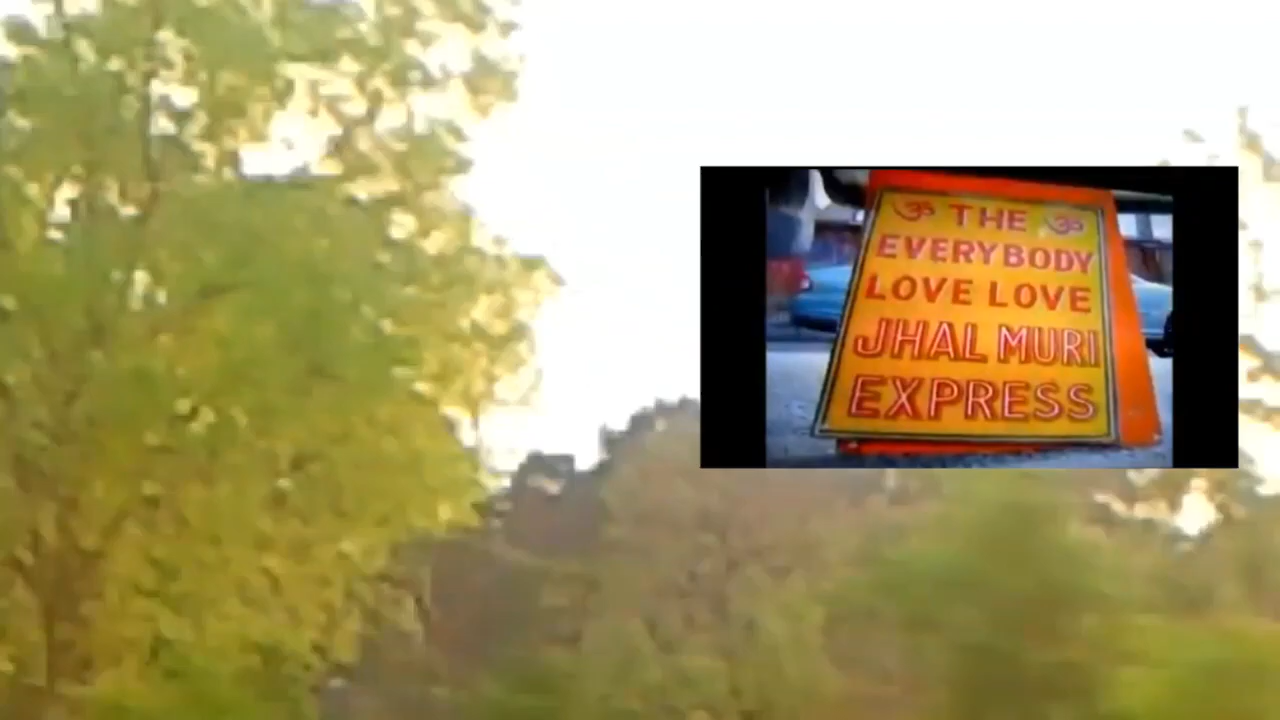 ॐ THE ॐ
EVERYBODY
LOVE LOVE
JHAL MURI
EXPRESS